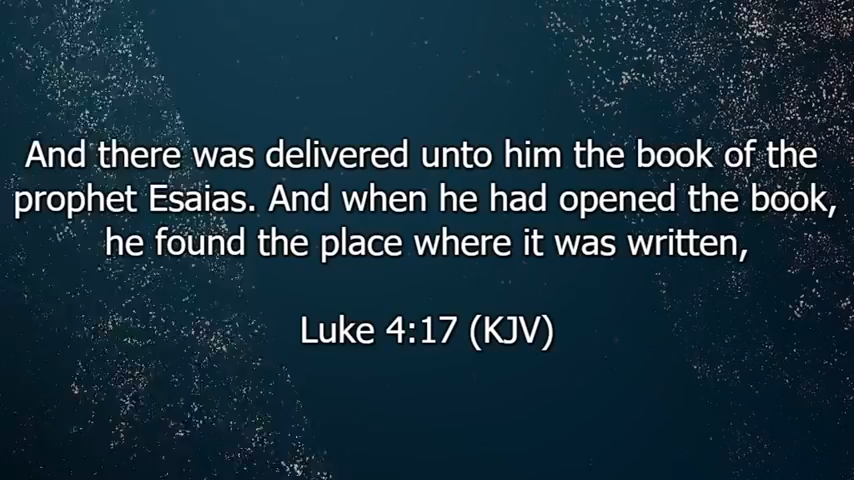 And there was delivered unto him the book of the
prophet Esaias. And when he had opened the book,
he found the place where it was written,
Luke 4:17 (KJV)